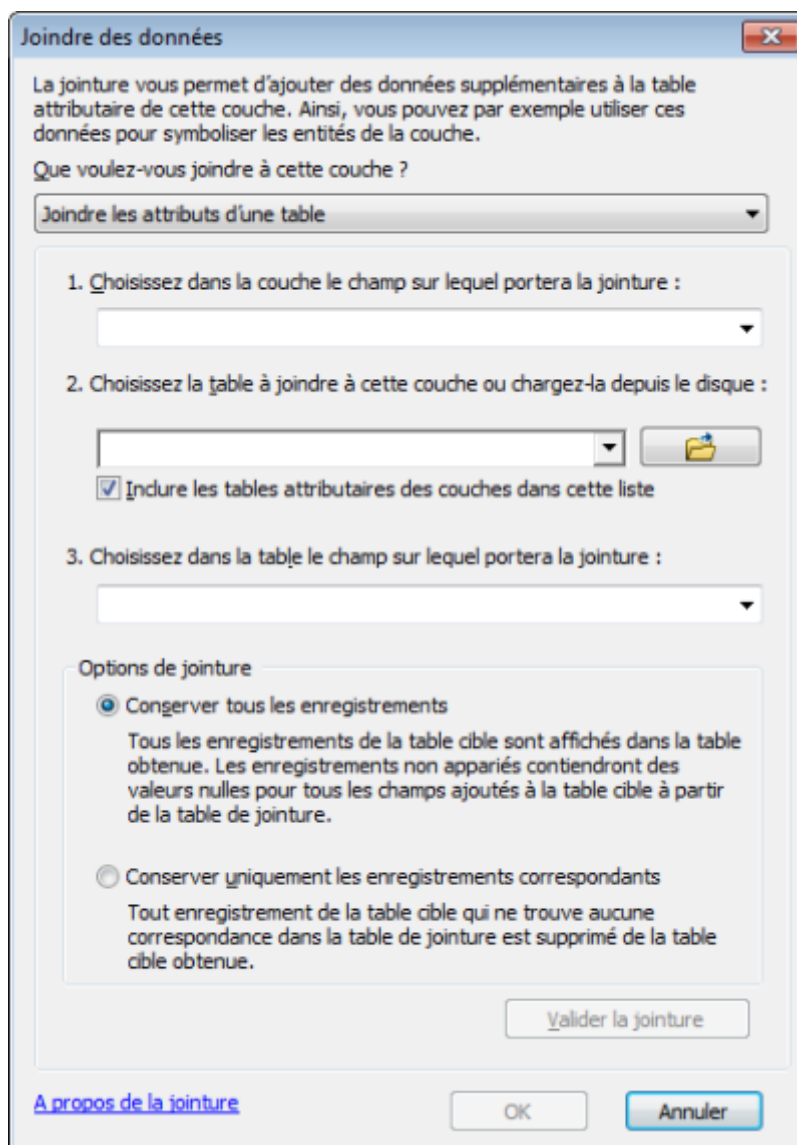 Joindre des données
La jointure vous permet d'ajouter des données supplémentaires à la table
attributaire de cette couche. Ainsi, vous pouvez par exemple utiliser ces
données pour symboliser les entités de la couche.
Que voulez-vous joindre à cette couche ?
Joindre les attributs d'une table
1. Choisissez dans la couche le champ sur lequel portera la jointure :
2. Choisissez la table à joindre à cette couche ou chargez-la depuis le disque :
Inclure les tables attributaires des couches dans cette liste
3. Choisissez dans la table le champ sur lequel portera la jointure :
Options de jointure
Conserver tous les enregistrements
Tous les enregistrements de la table cible sont affichés dans la table
obtenue. Les enregistrements non appariés contiendront des
valeurs nulles pour tous les champs ajoutés à la table cible à partir
de la table de jointure.
Conserver uniquement les enregistrements correspondants
Tout enregistrement de la table cible qui ne trouve aucune
correspondance dans la table de jointure est supprimé de la table
cible obtenue.
Valider la jointure
A propos de la jointure
OK
Annuler